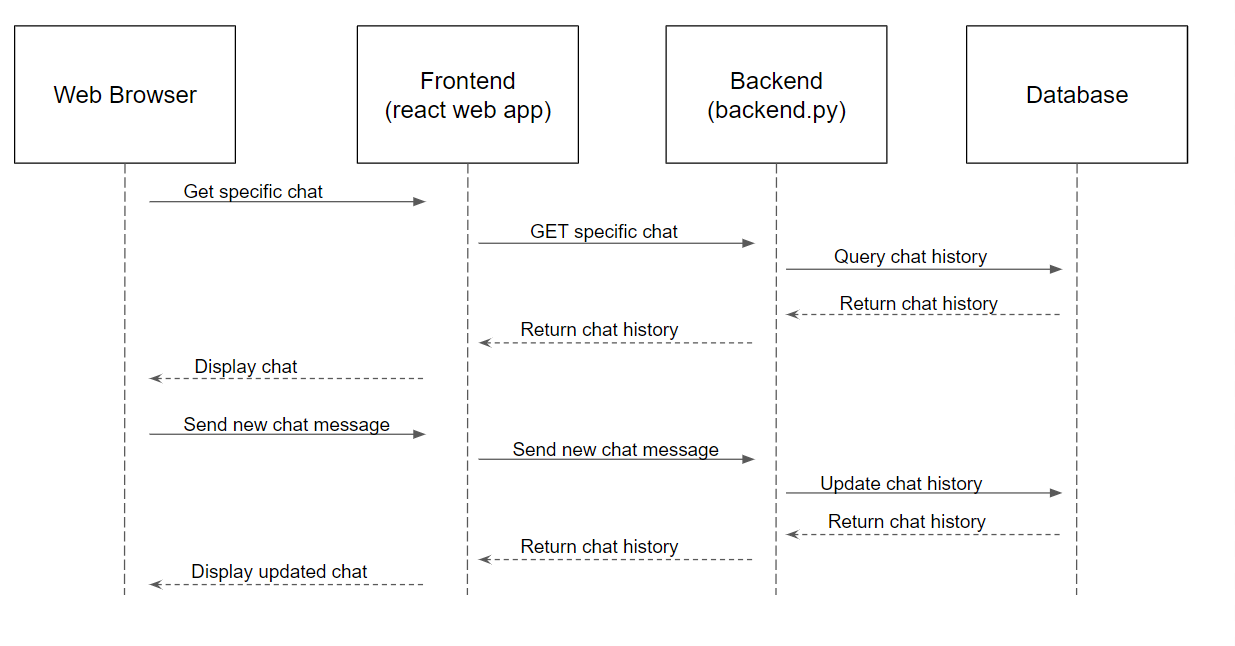 Web Browser
Frontend
(react web app)
Backend
(backend.py)
Database
Get specific chat
GET specific chat
Query chat history
Return chat history
Return chat history
Display chat
Send new chat message
Send new chat message
Update chat history
Return chat history
Return chat history
Display updated chat